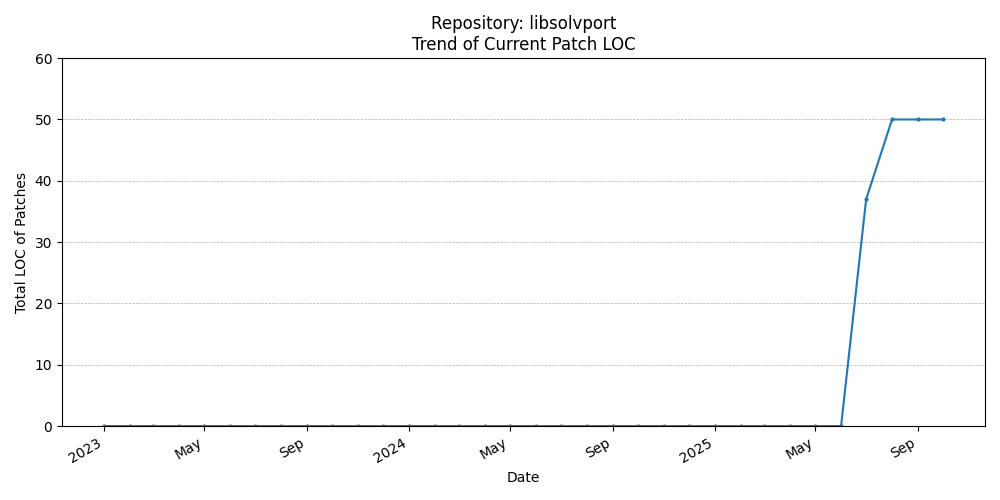 Repository: libsolvport
Trend of Current Patch LOC
60
50
40
30
20
10
0
Total LOC of Patches
2023
May
Sep
2024
May
Sep
2025
May
Sep
Date